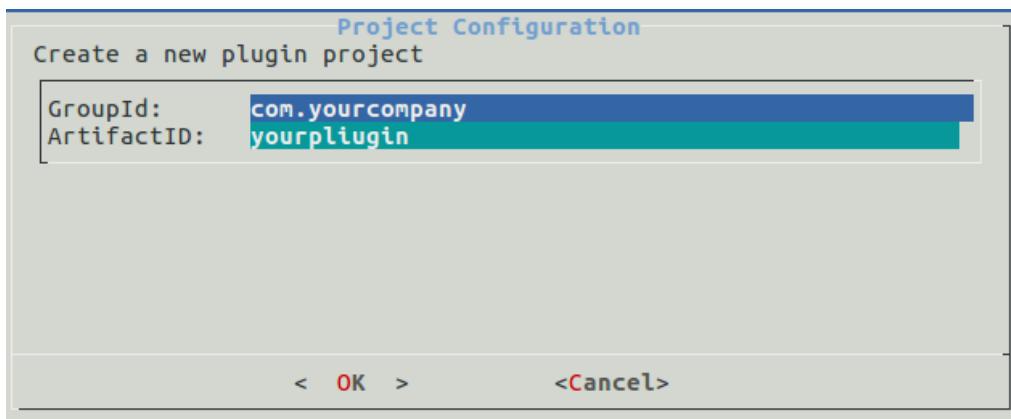 Project Configuration
Create a new plugin project
GroupId: com.yourcompany
ArtifactID: yourpliugin
< OK > <Cancel>